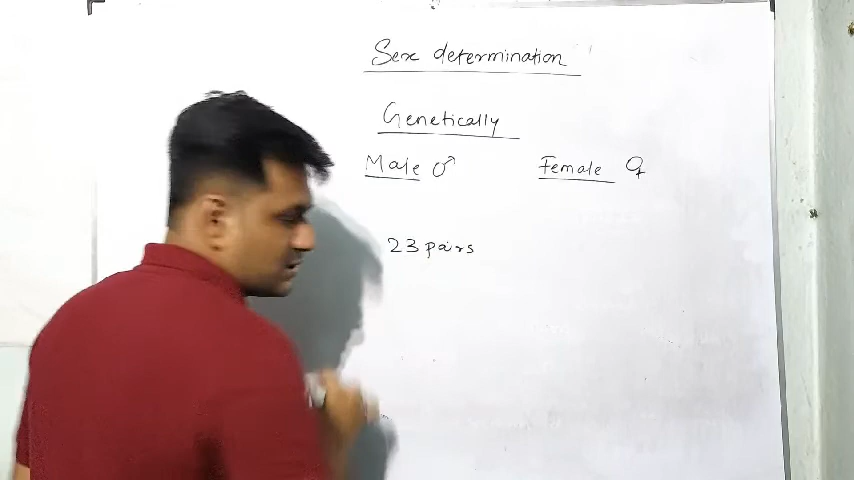 Sex determination
Genetically
Male ♂ Female ♀
23 pairs